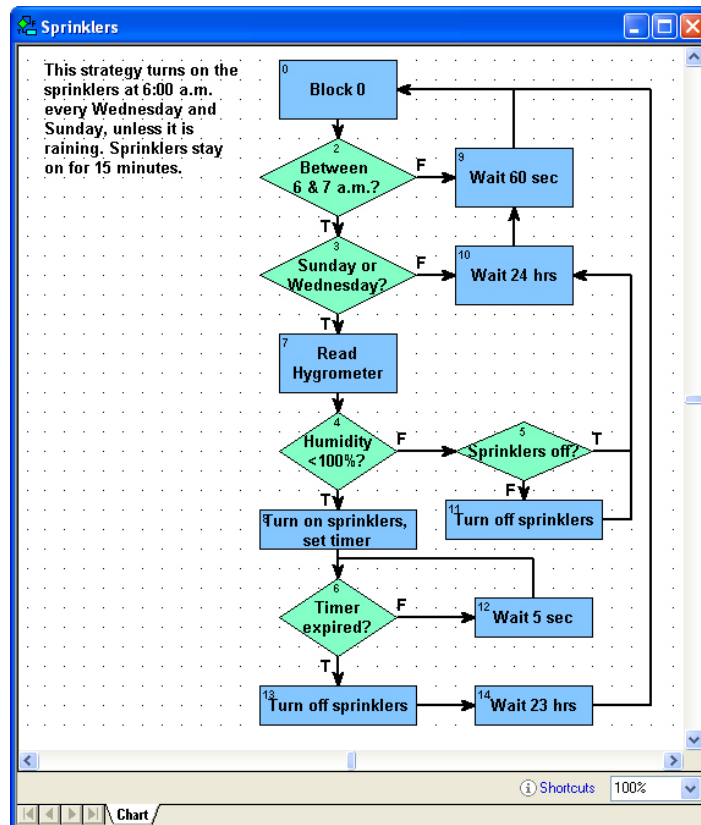 Sprinklers
This strategy turns on the
sprinklers at 6:00 a.m.
every Wednesday and
Sunday, unless it is
raining. Sprinklers stay
on for 15 minutes.
0
Block 0
2
Between
6 & 7 a.m.?
F
T
9
Wait 60 sec
3
Sunday or
Wednesday?
F
T
10
Wait 24 hrs
7
Read
Hygrometer
4
Humidity
<100%?
F
T
5
Sprinklers off?
T
F
8
Turn on sprinklers,
set timer
11
Turn off sprinklers
6
Timer
expired?
F
T
12
Wait 5 sec
13
Turn off sprinklers
14
Wait 23 hrs
Shortcuts
100%
Chart